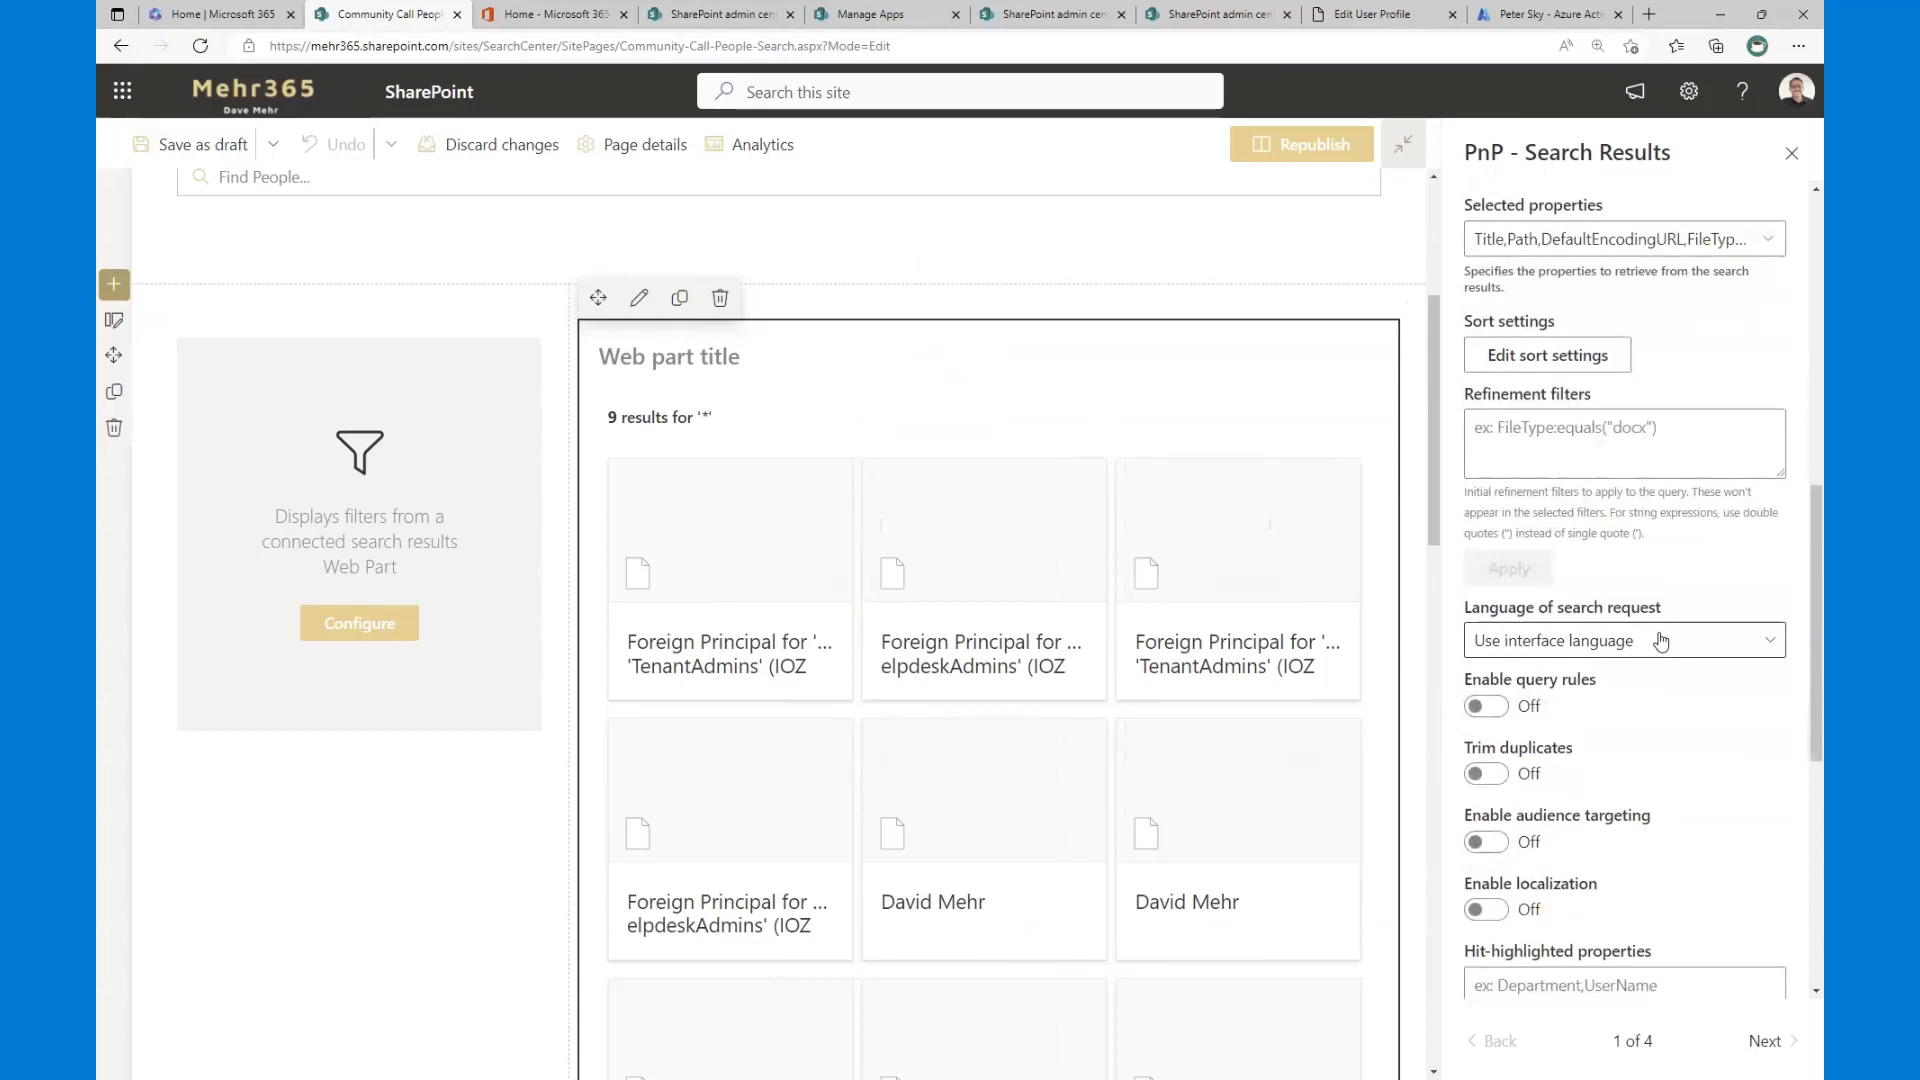 Home | Microsoft 365
Community Call Peopl
Home - Microsoft 365
SharePoint admin cen
Manage Apps
SharePoint admin cen
SharePoint admin cen
Edit User Profile
Peter Sky - Azure Acti
https://mehr365.sharepoint.com/sites/SearchCenter/SitePages/Community-Call-People-Search.aspx?Mode=Edit
Mehr365
Dave Mehr
SharePoint
Search this site
Save as draft
Undo
Discard changes
Page details
Analytics
Republish
Find People...
Displays filters from a
connected search results
Web Part
Configure
Web part title
9 results for '*'
Foreign Principal for '...
'TenantAdmins' (IOZ
Foreign Principal for ...
elpdeskAdmins' (IOZ
Foreign Principal for '...
'TenantAdmins' (IOZ
Foreign Principal for ...
elpdeskAdmins' (IOZ
David Mehr
David Mehr
PnP - Search Results
Selected properties
Title,Path,DefaultEncodingURL,FileTyp...
Specifies the properties to retrieve from the search
results.
Sort settings
Edit sort settings
Refinement filters
ex: FileType:equals("docx")
Initial refinement filters to apply to the query. These won't
appear in the selected filters. For string expressions, use double
quotes (") instead of single quote (').
Apply
Language of search request
Use interface language
Enable query rules
Off
Trim duplicates
Off
Enable audience targeting
Off
Enable localization
Off
Hit-highlighted properties
ex: Department,UserName
Back
1 of 4
Next